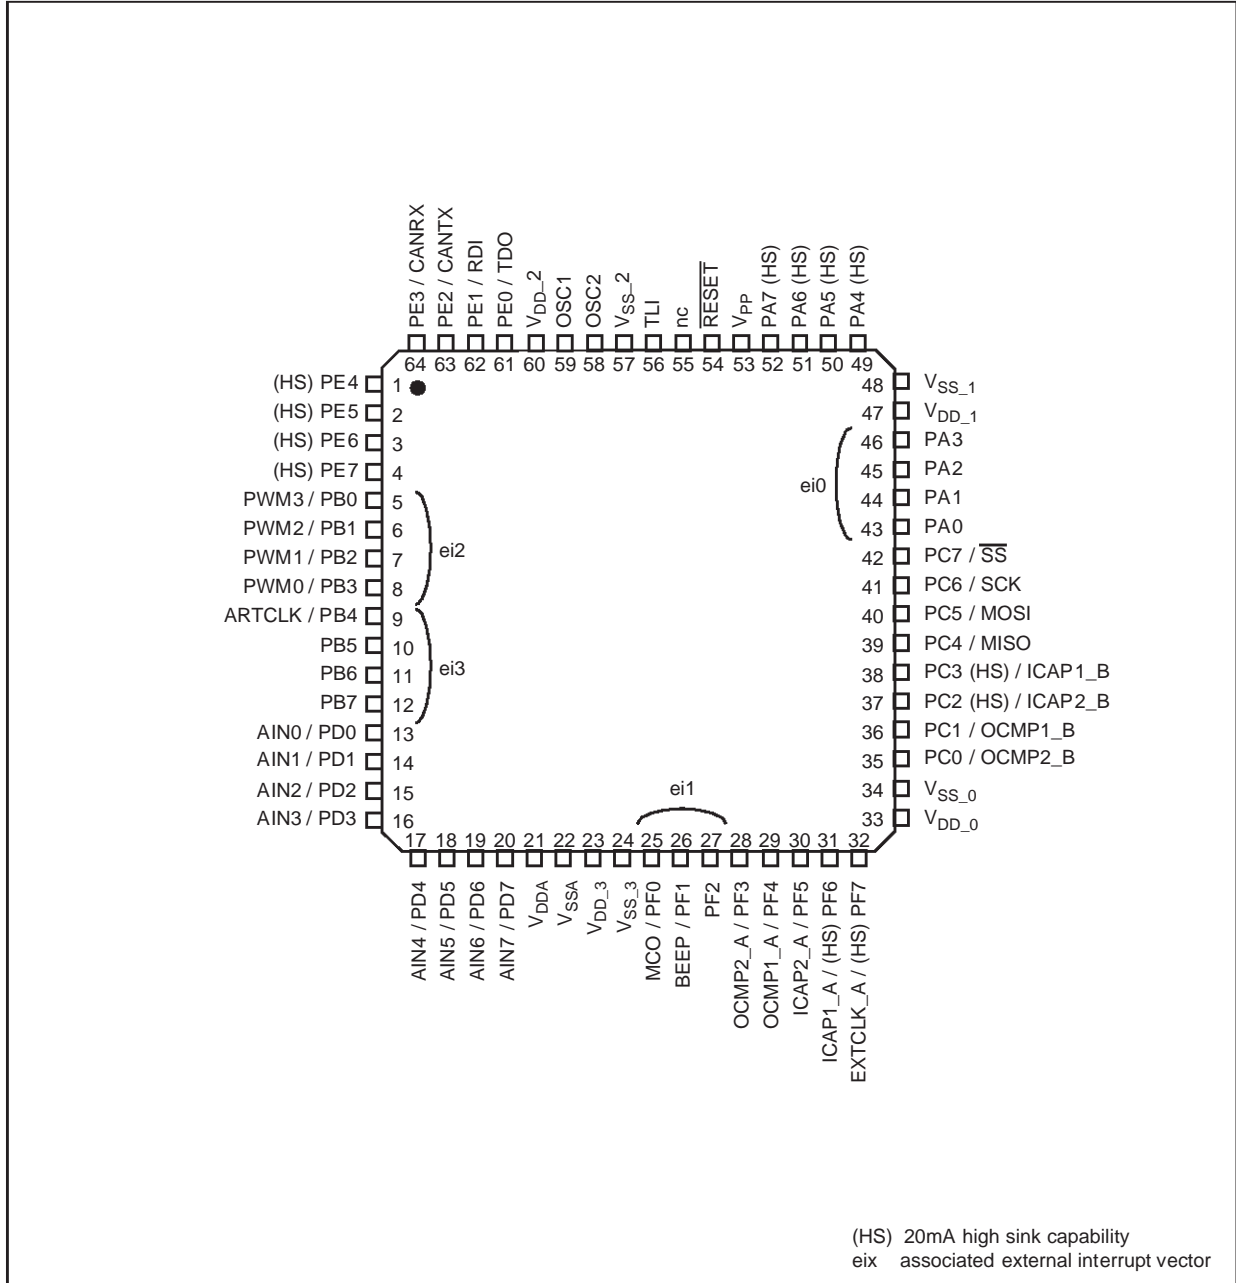 PE3 / CANRX
PE2 / CANTX
PE1 / RDI
PE0 / TDO
VDD_2
OSC1
OSC2
VSS_2
TLI
nc
RESET
VPP
PA7 (HS)
PA6 (HS)
PA5 (HS)
PA4 (HS)
64 63 62 61 60 59 58 57 56 55 54 53 52 51 50 49
(HS) PE4 1
(HS) PE5 2
(HS) PE6 3
(HS) PE7 4
PWM3 / PB0 5
PWM2 / PB1 6
PWM1 / PB2 7
PWM0 / PB3 8
ARTCLK / PB4 9
PB5 10
PB6 11
PB7 12
AIN0 / PD0 13
AIN1 / PD1 14
AIN2 / PD2 15
AIN3 / PD3 16
ei2
ei3
ei0
ei1
48 VSS_1
47 VDD_1
46 PA3
45 PA2
44 PA1
43 PA0
42 PC7 / SS
41 PC6 / SCK
40 PC5 / MOSI
39 PC4 / MISO
38 PC3 (HS) / ICAP1_B
37 PC2 (HS) / ICAP2_B
36 PC1 / OCMP1_B
35 PC0 / OCMP2_B
34 VSS_0
33 VDD_0
17 18 19 20 21 22 23 24 25 26 27 28 29 30 31 32
AIN4 / PD4
AIN5 / PD5
AIN6 / PD6
AIN7 / PD7
VDDA
VSSA
VDD_3
VSS_3
MCO / PF0
BEEP / PF1
PF2
OCMP2_A / PF3
OCMP1_A / PF4
ICAP2_A / PF5
ICAP1_A / (HS) PF6
EXTCLK_A / (HS) PF7
(HS) 20mA high sink capability
eix associated external interrupt vector